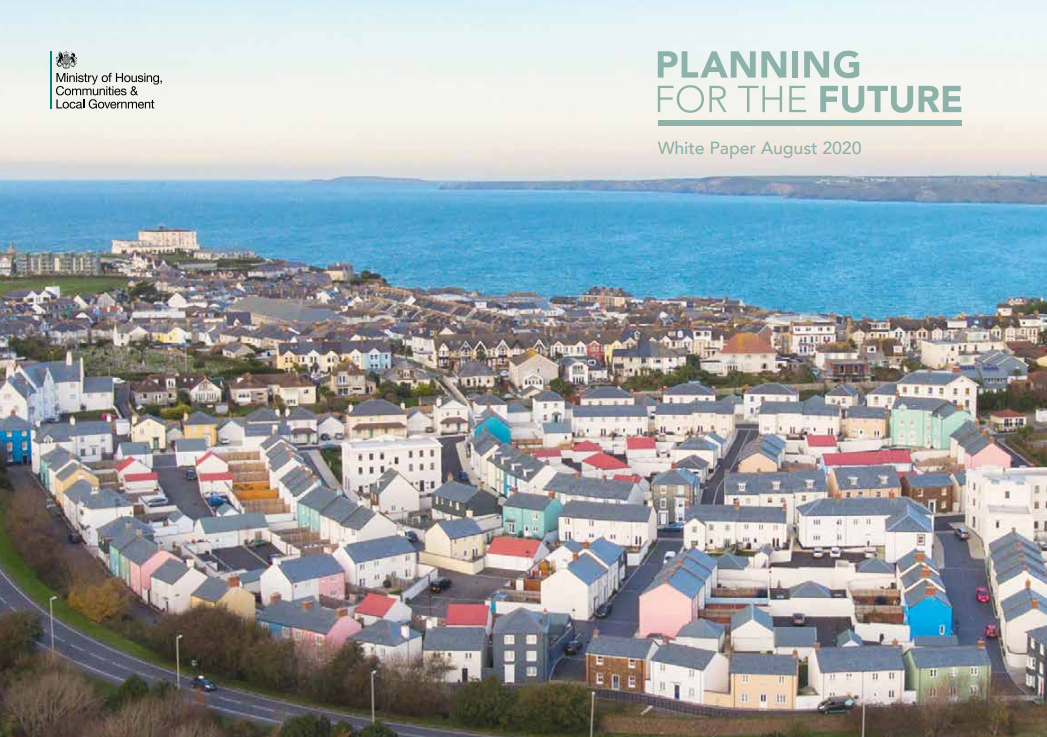 Ministry of Housing,
Communities &
Local Government
PLANNING
FOR THE FUTURE
White Paper August 2020